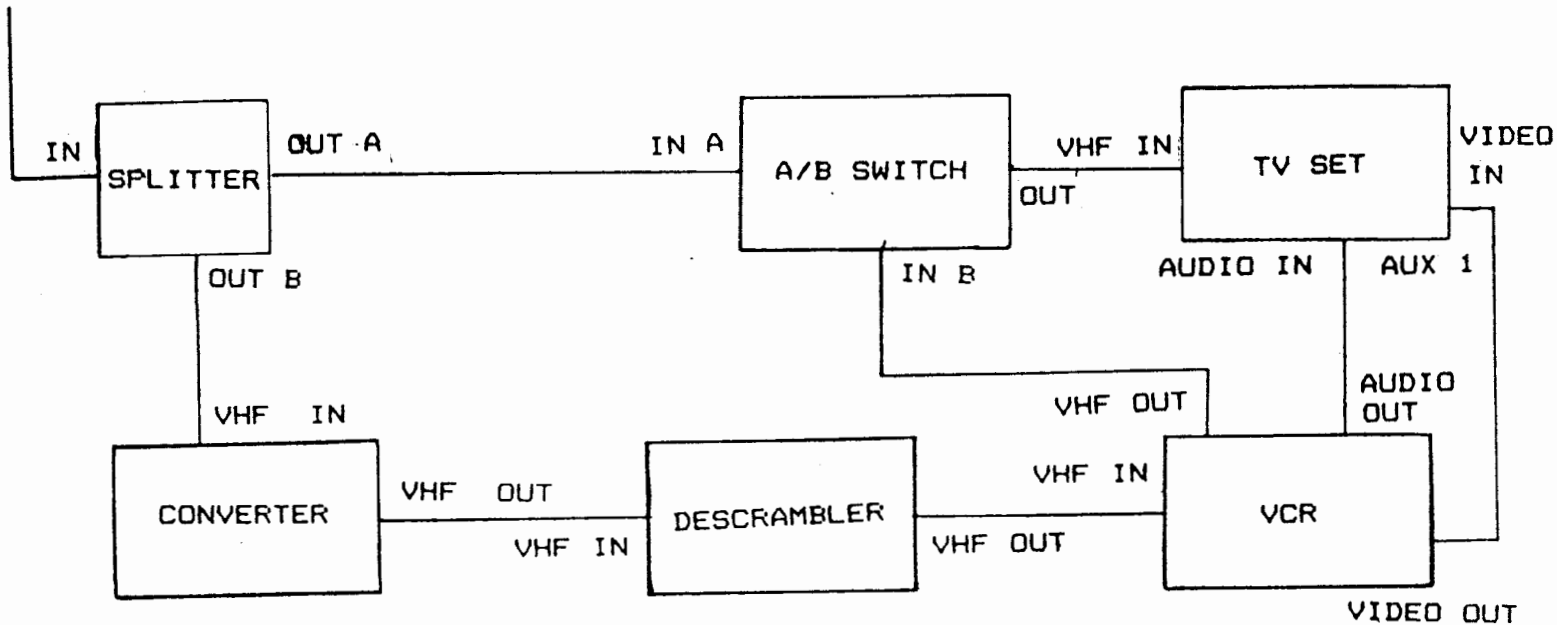 IN
SPLITTER
OUT A
OUT B
IN A
A/B SWITCH
OUT
IN B
VHF IN
TV SET
VIDEO
IN
AUDIO IN
AUX 1
VHF IN
CONVERTER
VHF OUT
VHF IN
DESCRAMBLER
VHF OUT
VHF IN
VHF OUT
AUDIO
OUT
VCR
VIDEO OUT